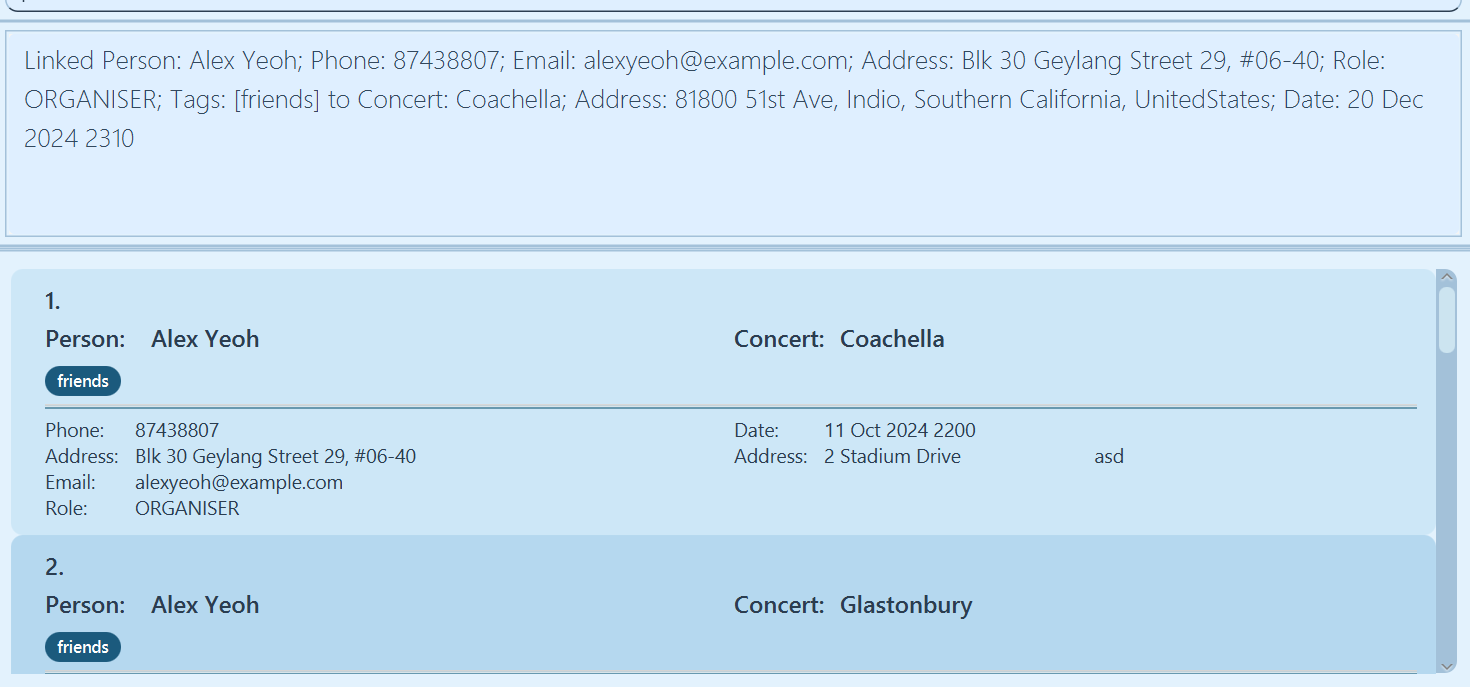 Linked Person: Alex Yeoh; Phone: 87438807; Email: alexyeoh@example.com; Address: Blk 30 Geylang Street 29, #06-40; Role:
ORGANISER; Tags: [friends] to Concert: Coachella; Address: 81800 51st Ave, Indio, Southern California, UnitedStates; Date: 20 Dec
2024 2310
1.
Person: Alex Yeoh Concert: Coachella
friends
Phone: 87438807 Date: 11 Oct 2024 2200
Address: Blk 30 Geylang Street 29, #06-40 Address: 2 Stadium Drive asd
Email: alexyeoh@example.com
Role: ORGANISER
2.
Person: Alex Yeoh Concert: Glastonbury
friends